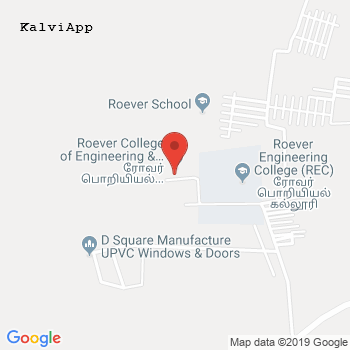 KalviApp
Roever School
Roever College
of Engineering &...
ரோவர்
பொறியியல்...
Roever
Engineering
College (REC)
ரோவர்
பொறியியல்
கல்லூரி
D Square Manufacture
UPVC Windows & Doors
Google
Map data ©2019 Google